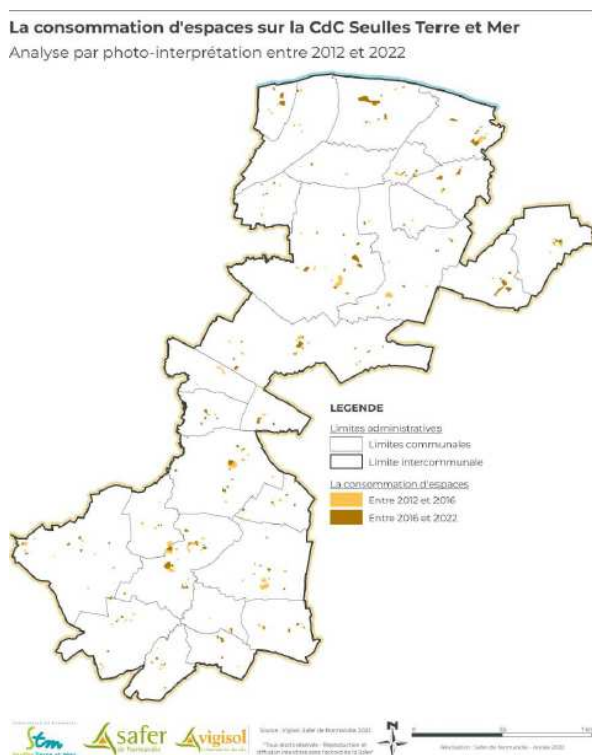 La consommation d'espaces sur la CdC Seulles Terre et Mer
Analyse par photo-interprétation entre 2012 et 2022
LEGENDE
Limites administratives
Limites communales
Limite intercommunale
La consommation d'espaces
Entre 2012 et 2016
Entre 2016 et 2022
Stm
safer
de Normandie
vigisol
N